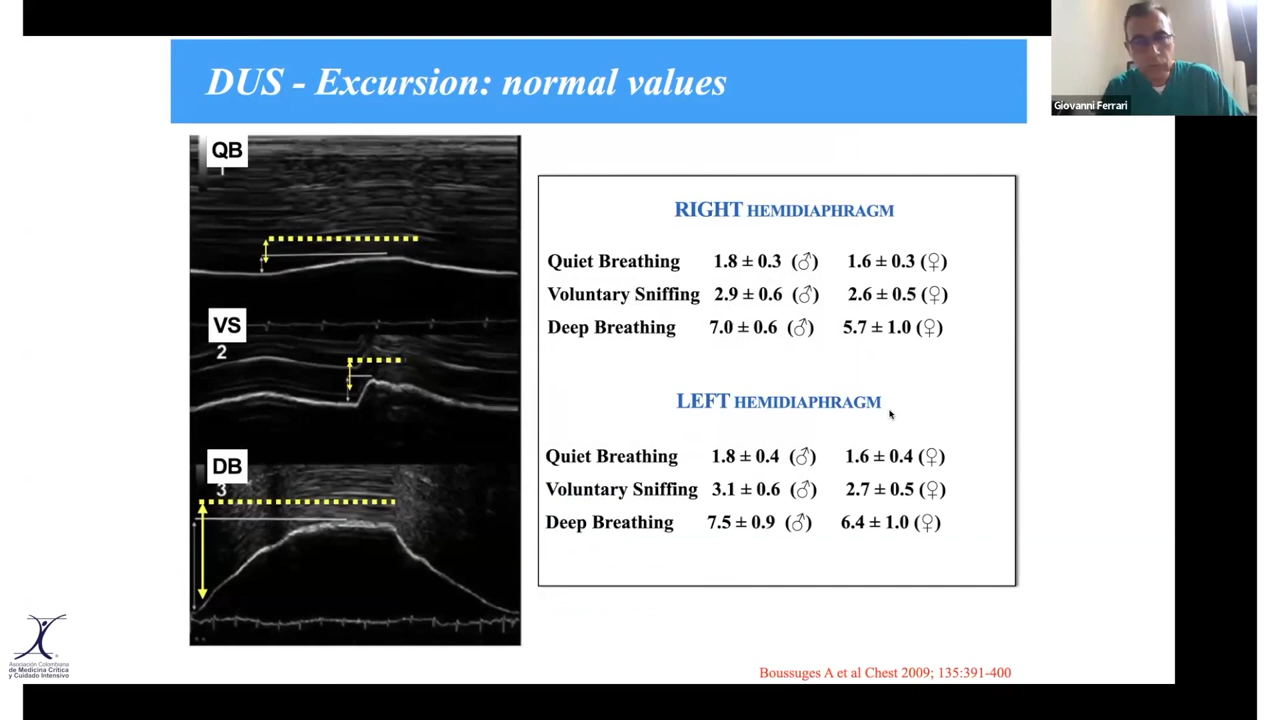 DUS - Excursion: normal values
Giovanni Ferrari
QB
1
VS
2
DB
3
RIGHT HEMIDIAPHRAGM
Quiet Breathing 1.8 ± 0.3 (♂) 1.6 ± 0.3 (♀)
Voluntary Sniffing 2.9 ± 0.6 (♂) 2.6 ± 0.5 (♀)
Deep Breathing 7.0 ± 0.6 (♂) 5.7 ± 1.0 (♀)
LEFT HEMIDIAPHRAGM
Quiet Breathing 1.8 ± 0.4 (♂) 1.6 ± 0.4 (♀)
Voluntary Sniffing 3.1 ± 0.6 (♂) 2.7 ± 0.5 (♀)
Deep Breathing 7.5 ± 0.9 (♂) 6.4 ± 1.0 (♀)
Asociación Colombiana
de Medicina Crítica
y Cuidado Intensivo
Boussuges A et al Chest 2009; 135:391-400